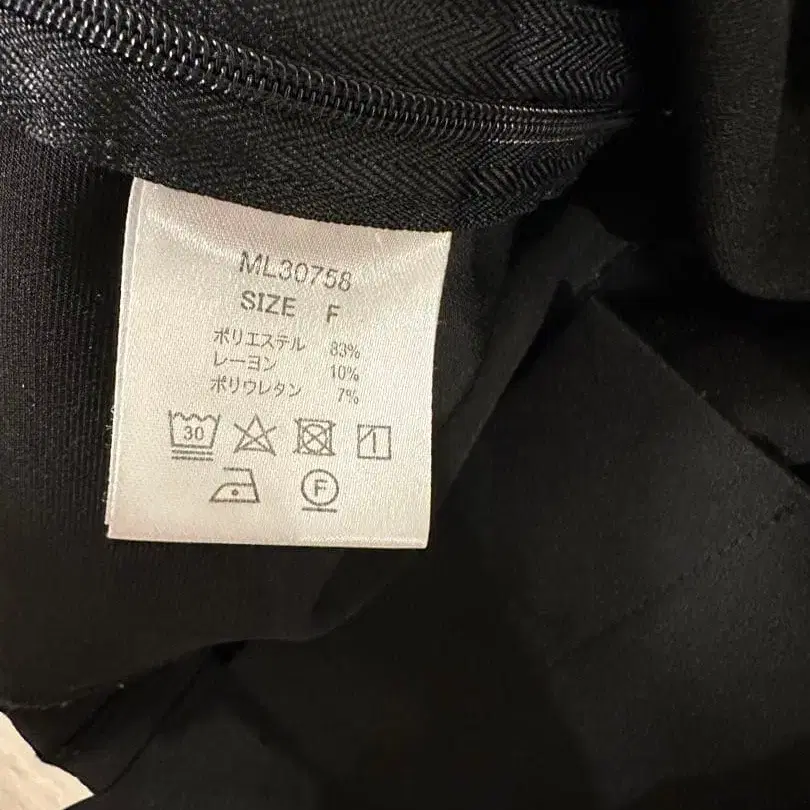 ML30758
SIZE F
ポリエステル 83%
レーヨン 10%
ポリウレタン 7%
30
F